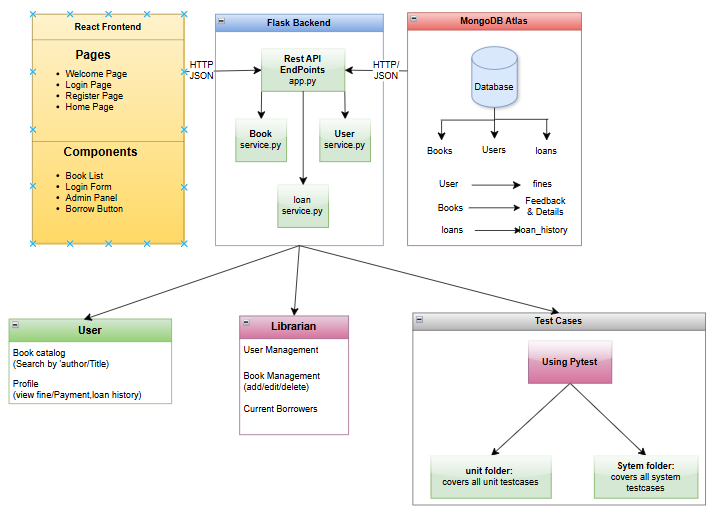 React Frontend
Pages
Welcome Page
Login Page
Register Page
Home Page
Components
Book List
Login Form
Admin Panel
Borrow Button
HTTP
JSON
Flask Backend
Rest API
EndPoints
app.py
Book
service.py
User
service.py
loan
service.py
HTTP/
JSON
MongoDB Atlas
Database
Books
Users
loans
User
fines
Books
Feedback
& Details
loans
loan_history
User
Book catalog
(Search by 'author/Title)
Profile
(view fine/Payment,loan history)
Librarian
User Management
Book Management
(add/edit/delete)
Current Borrowers
Test Cases
Using Pytest
unit folder:
covers all unit testcases
Sytem folder:
covers all system
testcases